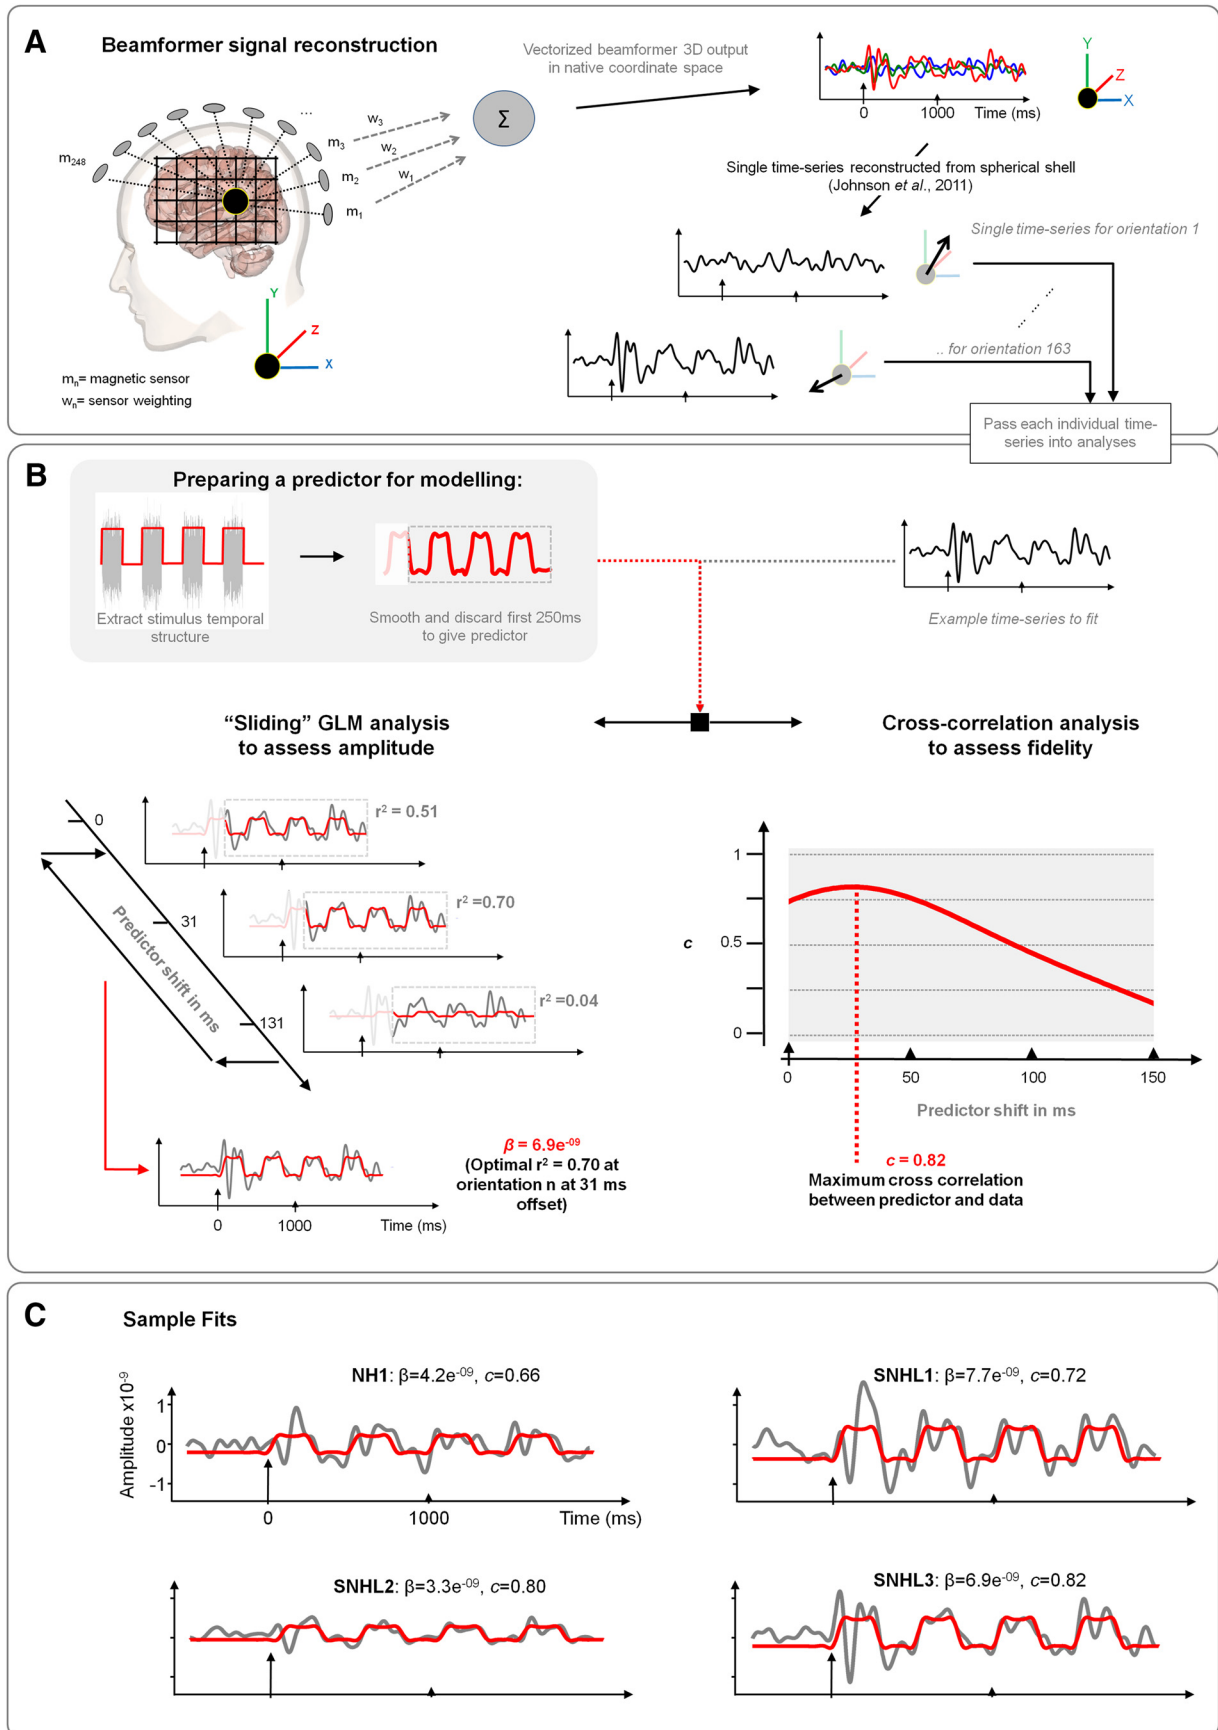 A
Beamformer signal reconstruction
Vectorized beamformer 3D output
in native coordinate space
Y
Z
X
0
1000
Time (ms)
...
w3
w2
w1
Σ
m3
m2
m1
m248
Single time-series reconstructed from spherical shell
(Johnson et al., 2011)
Single time-series for orientation 1
.. for orientation 163
Y
Z
X
mn= magnetic sensor
wn= sensor weighting
Pass each individual time-
series into analyses
B
Preparing a predictor for modelling:
Extract stimulus temporal
structure
Smooth and discard first 250ms
to give predictor
Example time-series to fit
“Sliding” GLM analysis
to assess amplitude
Cross-correlation analysis
to assess fidelity
0
31
131
Predictor shift in ms
r² = 0.51
r² =0.70
r² =0.04
β = 6.9e⁻⁰⁹
(Optimal r² = 0.70 at
orientation n at 31 ms
offset)
0
1000
Time (ms)
1
0.5
0
c
0
50
100
150
Predictor shift in ms
c = 0.82
Maximum cross correlation
between predictor and data
C
Sample Fits
NH1: β=4.2e⁻⁰⁹, c=0.66
Amplitude x10⁻⁹
1
0
-1
0
1000
Time (ms)
SNHL1: β=7.7e⁻⁰⁹, c=0.72
SNHL2: β=3.3e⁻⁰⁹, c=0.80
SNHL3: β=6.9e⁻⁰⁹, c=0.82